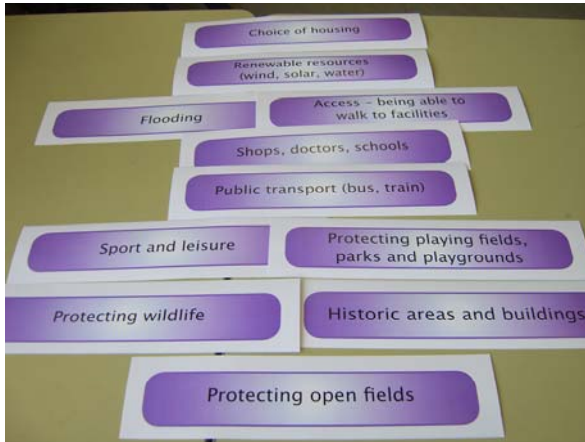 Choice of housing
Renewable resources
(wind, solar, water)
Flooding
Access – being able to
walk to facilities
Shops, doctors, schools
Public transport (bus, train)
Sport and leisure
Protecting playing fields,
parks and playgrounds
Protecting wildlife
Historic areas and buildings
Protecting open fields